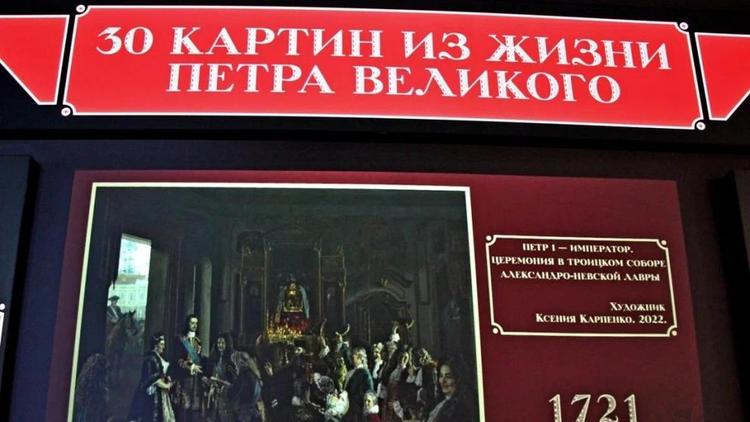 30 КАРТИН ИЗ ЖИЗНИ
ПЕТРА ВЕЛИКОГО
ПЕТР I — ИМПЕРАТОР.
ЦЕРЕМОНИЯ В ТРОИЦКОМ СОБОРЕ
АЛЕКСАНДРО-НЕВСКОЙ ЛАВРЫ
ХУДОЖНИК
КСЕНИЯ КАРПЕНКО. 2022.
1721